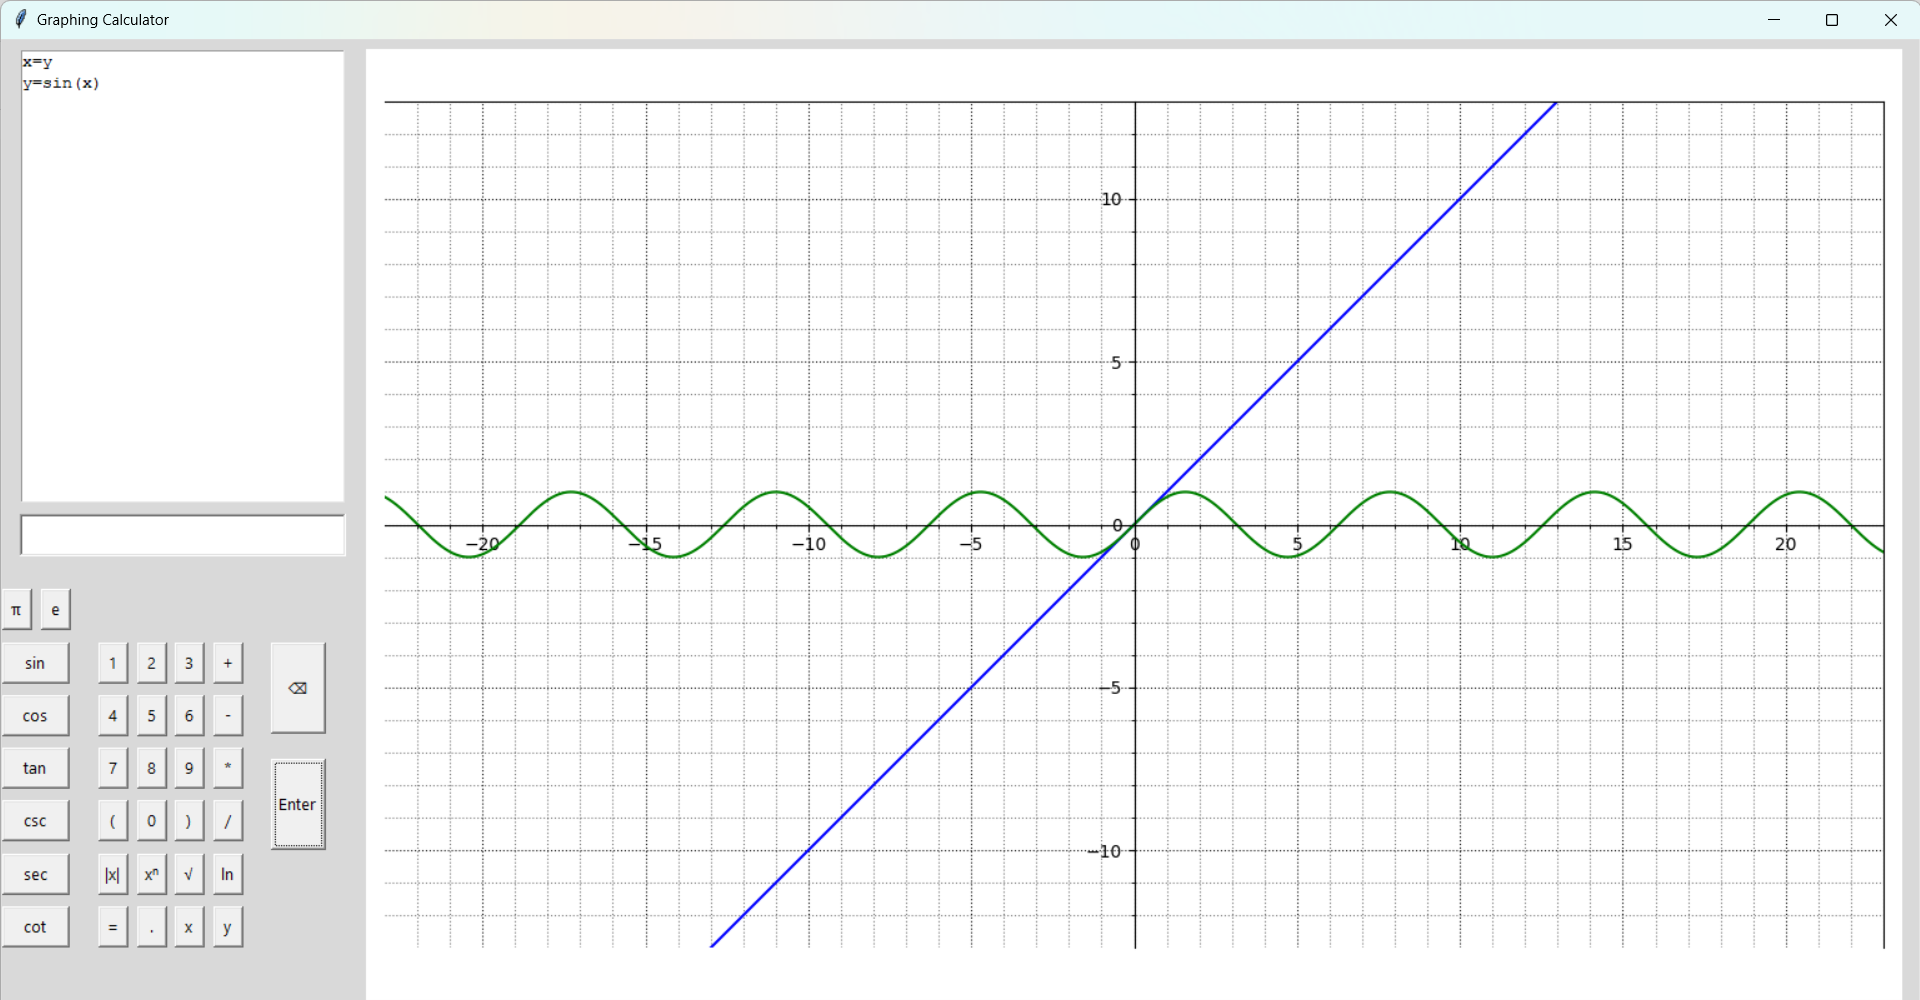 Graphing Calculator
x=y
y=sin(x)
10
5
0
−20 −15 −10 −5 0 5 10 15 20
−5
−10
π e
sin 1 2 3 + ⌫
cos 4 5 6 -
tan 7 8 9 * Enter
csc ( 0 ) /
sec |x| xⁿ √ ln
cot = . x y